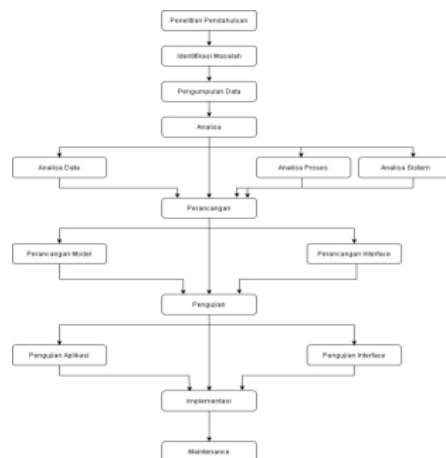 Penelitian Pendahuluan
Identifikasi Masalah
Pengumpulan Data
Analisa
Analisa Data
Analisa Proses
Analisa Sistem
Perancangan
Perancangan Model
Perancangan Interface
Pengujian
Pengujian Aplikasi
Pengujian Interface
Implementasi
Maintenance